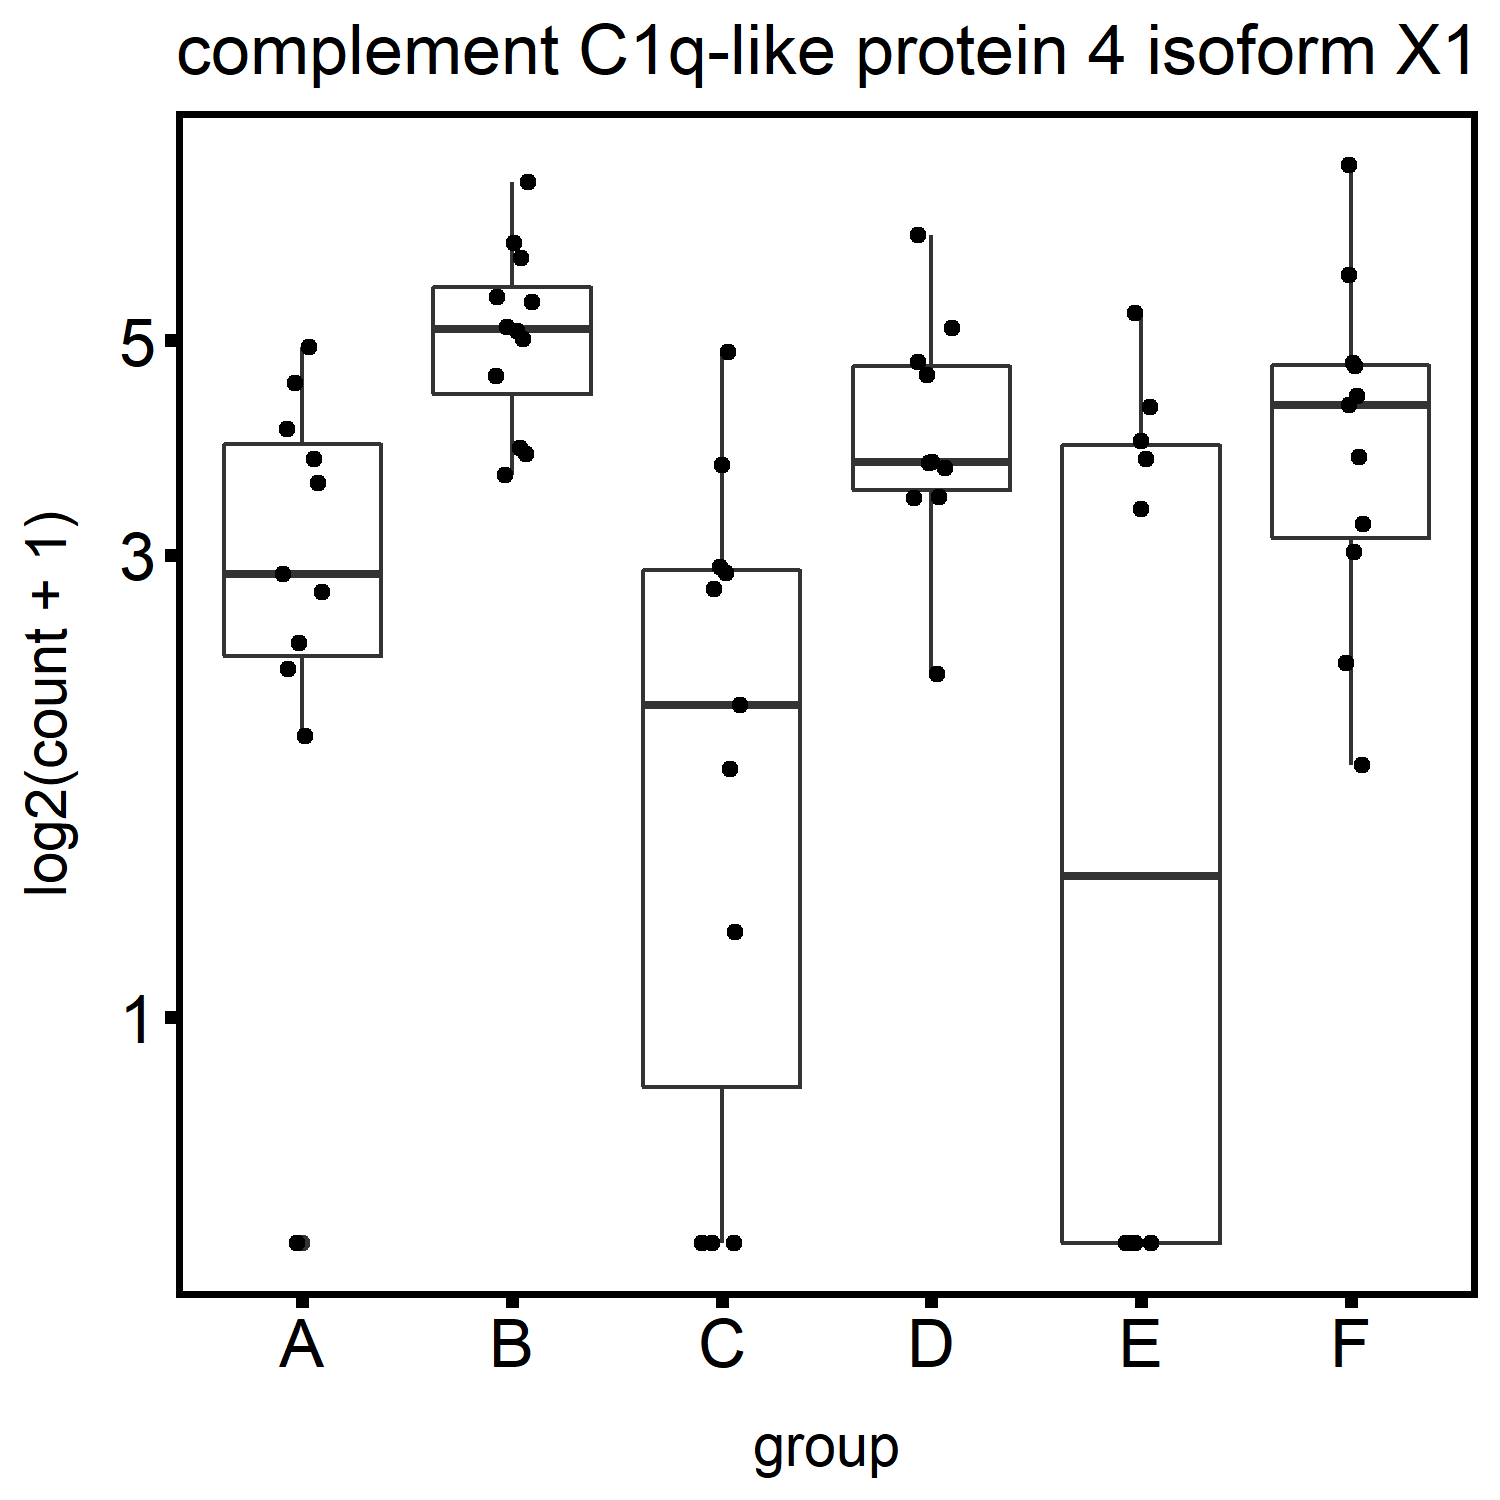 complement C1q-like protein 4 isoform X1
log2(count + 1)
5
3
1
A B C D E F
group